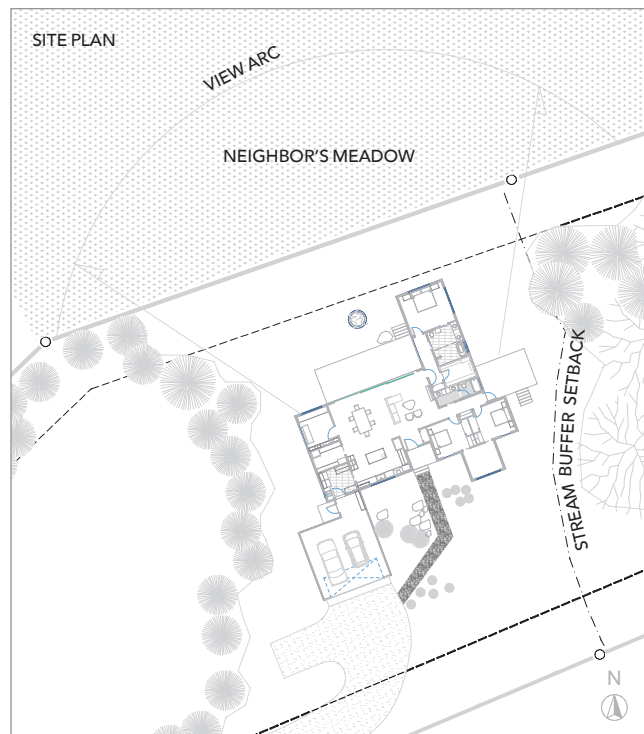 SITE PLAN
VIEW ARC
NEIGHBOR'S MEADOW
STREAM BUFFER SETBACK
N